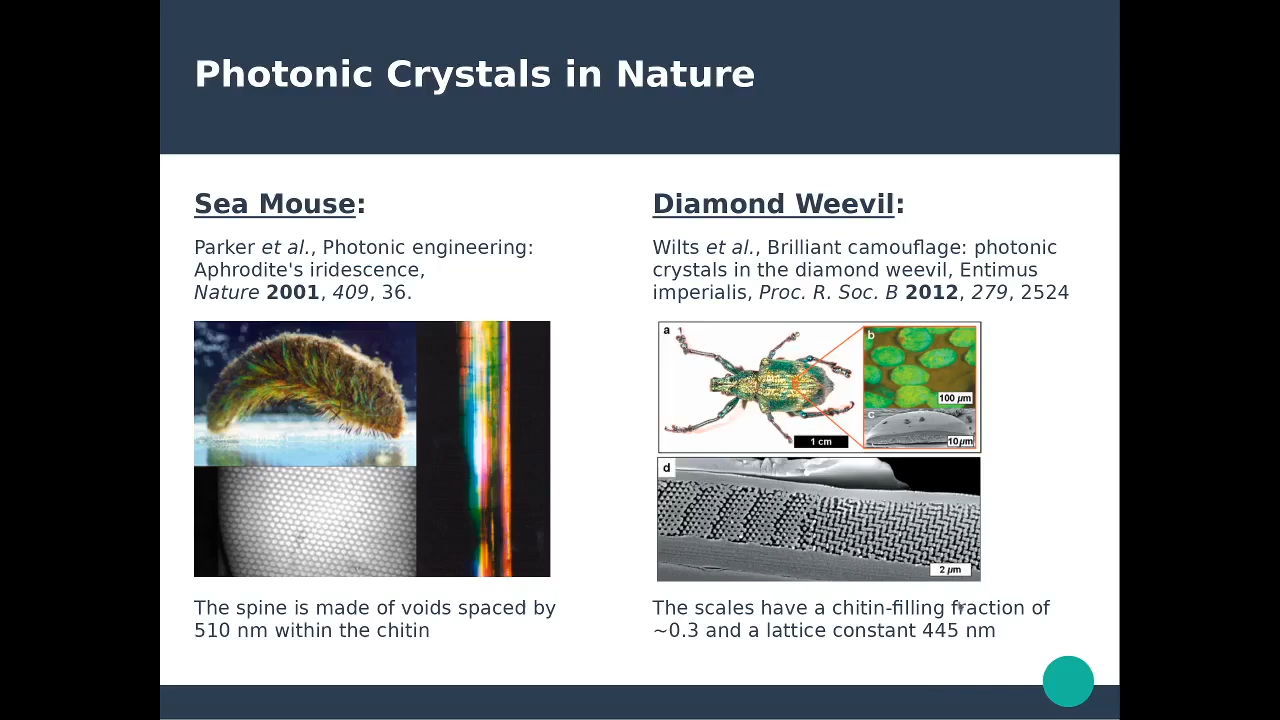 Photonic Crystals in Nature
Sea Mouse:
Parker et al., Photonic engineering:
Aphrodite's iridescence,
Nature 2001, 409, 36.
The spine is made of voids spaced by
510 nm within the chitin
Diamond Weevil:
Wilts et al., Brilliant camouflage: photonic
crystals in the diamond weevil, Entimus
imperialis, Proc. R. Soc. B 2012, 279, 2524
a
b
100 µm
c
10µm
1 cm
d
2 µm
The scales have a chitin-filling fraction of
~0.3 and a lattice constant 445 nm